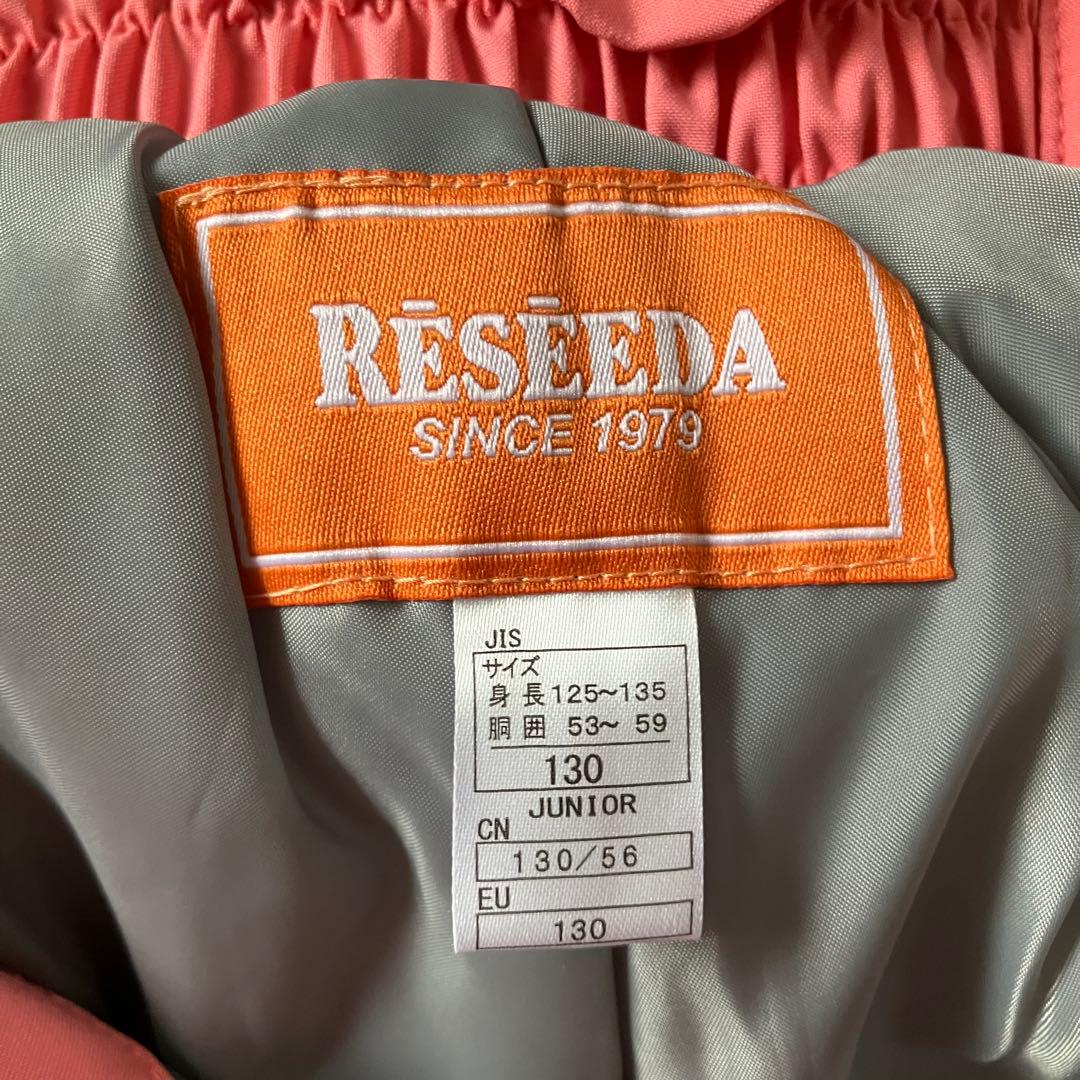 RĒSĒEDA
SINCE 1979
JIS
サイズ
身長125~135
胴囲 53~ 59
130
JUNIOR
CN
130/56
EU
130